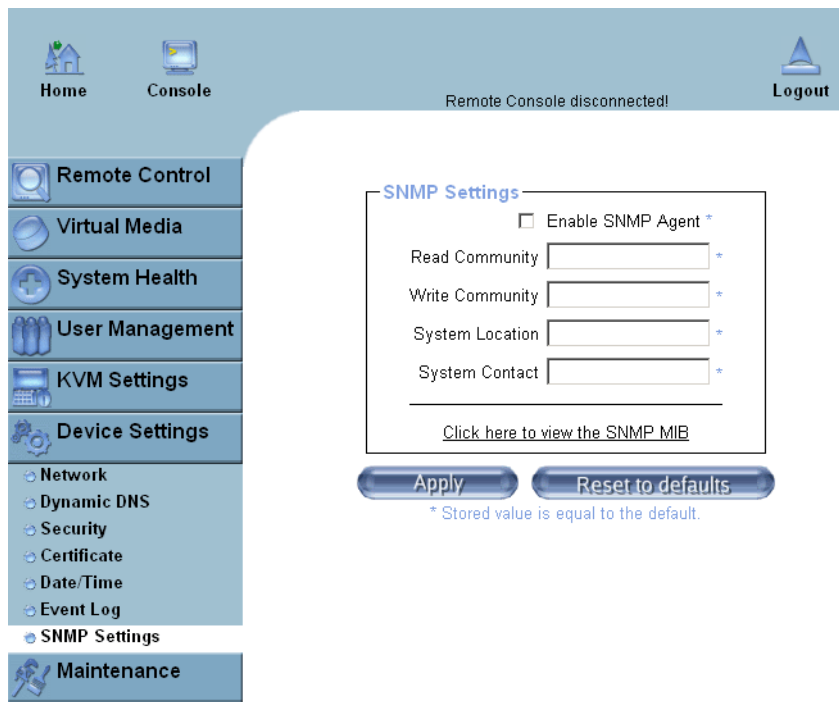 Home
Console
Remote Console disconnected!
Logout
Remote Control
Virtual Media
System Health
User Management
KVM Settings
Device Settings
Network
Dynamic DNS
Security
Certificate
Date/Time
Event Log
SNMP Settings
Maintenance
SNMP Settings
Enable SNMP Agent *
Read Community *
Write Community *
System Location *
System Contact *
Click here to view the SNMP MIB
Apply
Reset to defaults
* Stored value is equal to the default.